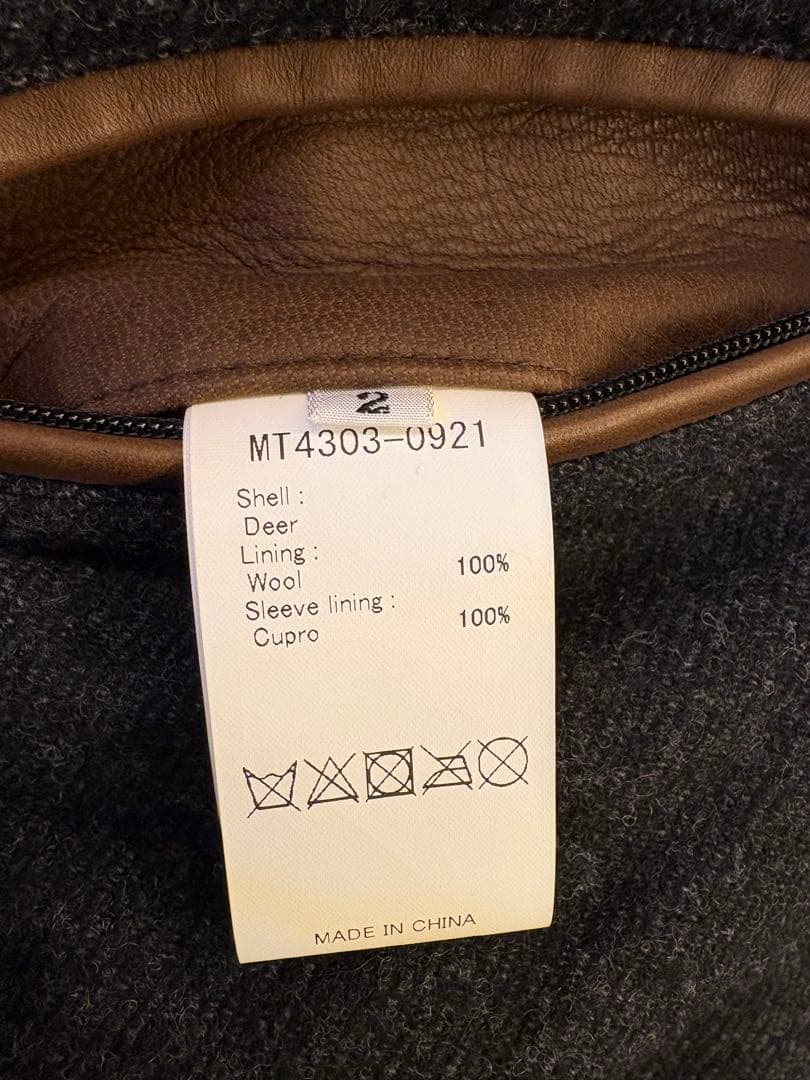 2
MT4303-0921
Shell :
Deer
Lining :
Wool 100%
Sleeve lining :
Cupro 100%
MADE IN CHINA